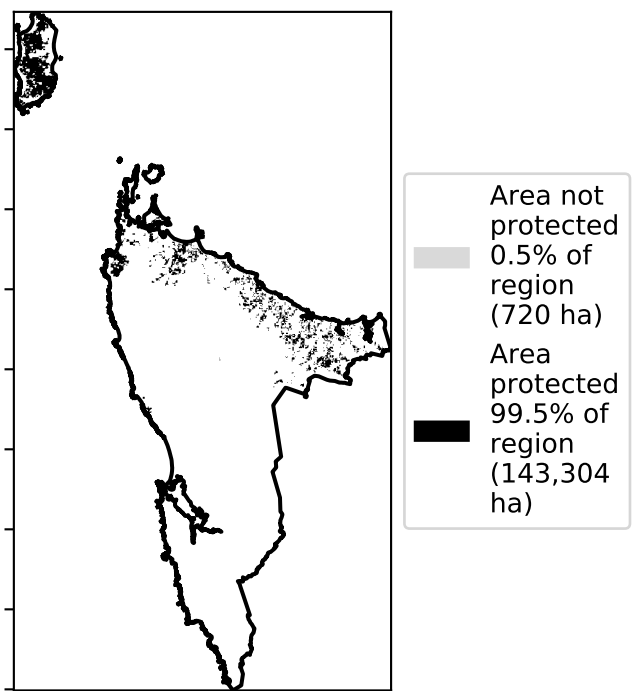 Area not
protected
0.5% of
region
(720 ha)
Area
protected
99.5% of
region
(143,304
ha)